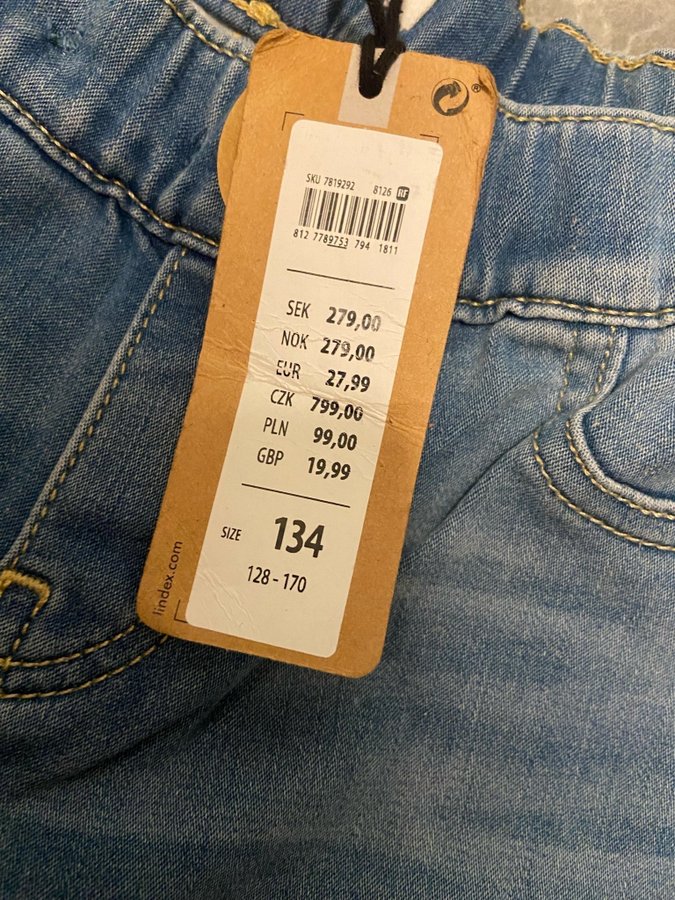 ®
SKU 7819292 8126 RF
812 7789753 794 1811
SEK 279,00
NOK 279,00
EUR 27,99
CZK 799,00
PLN 99,00
GBP 19,99
SIZE 134
128 - 170
lindex.com